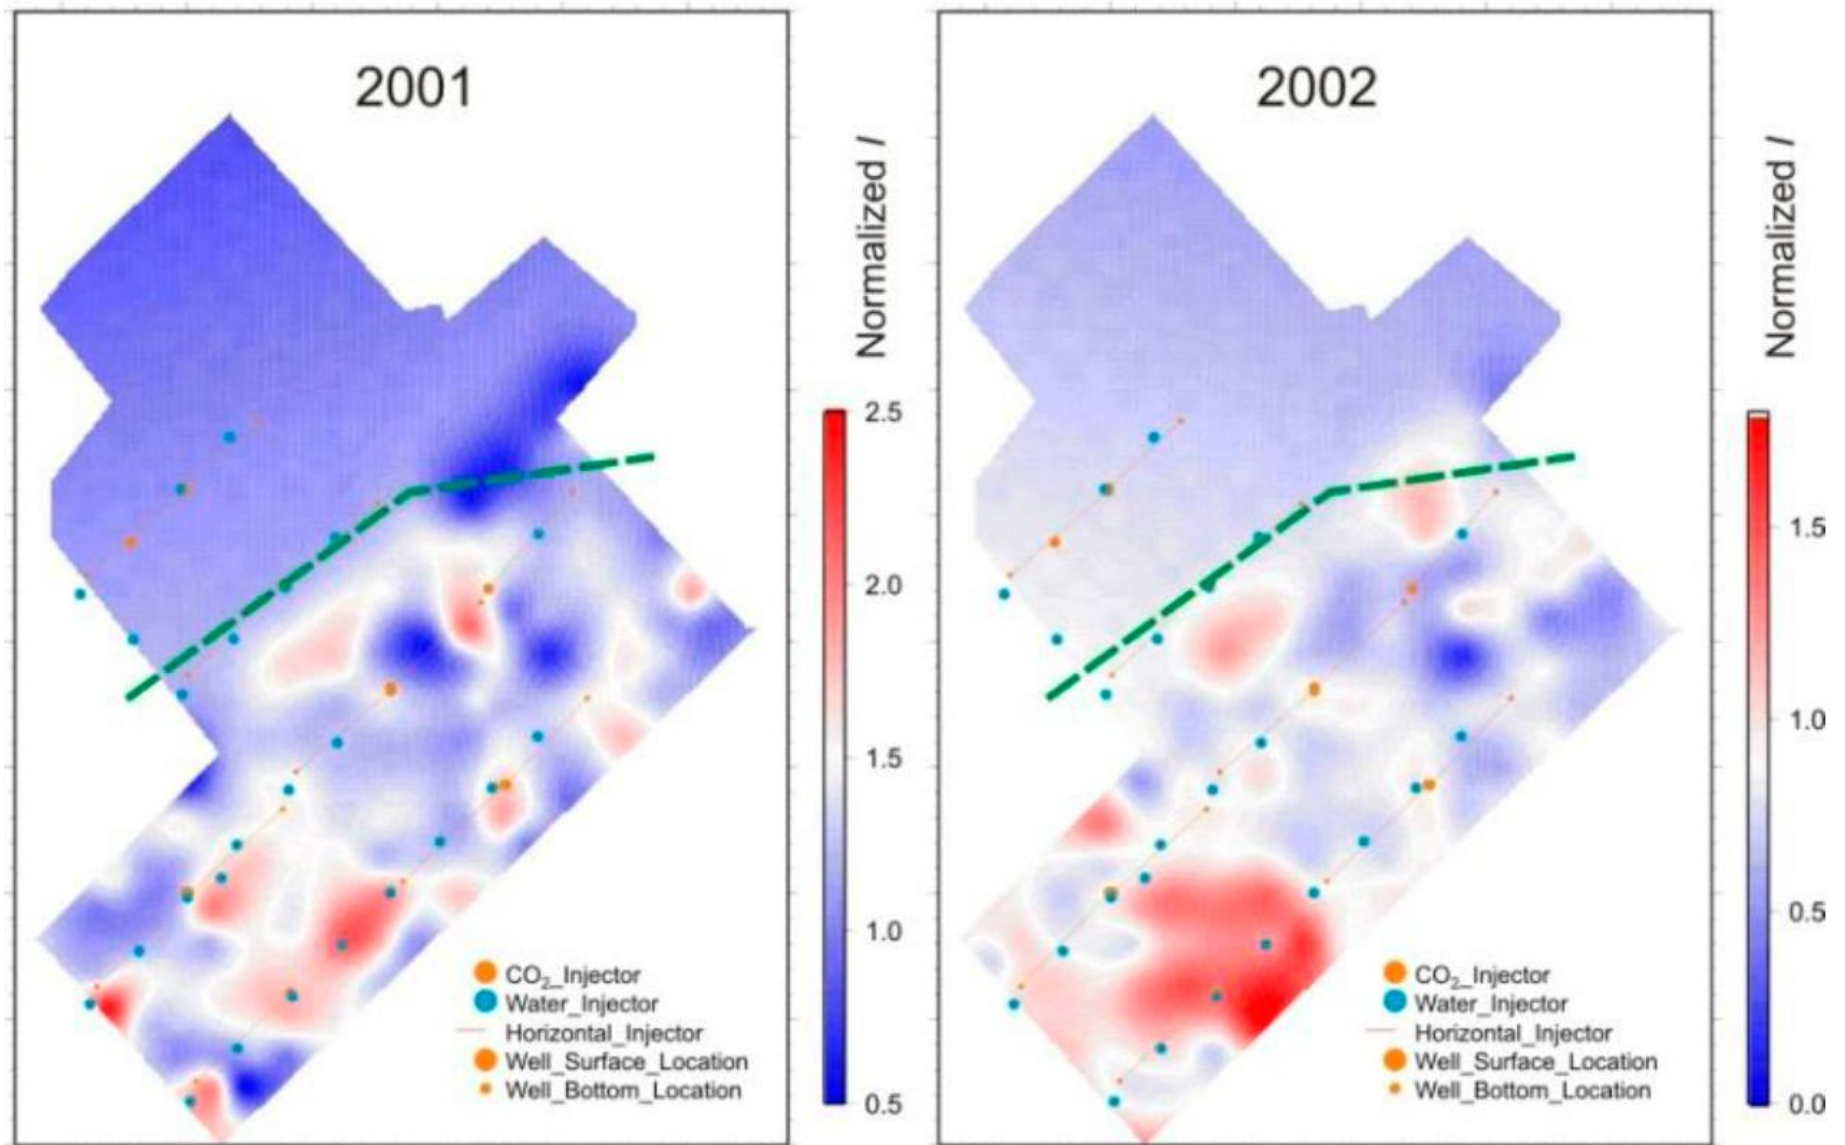 2001
Normalized I
2.5
2.0
1.5
1.0
0.5
CO₂_Injector
Water_Injector
Horizontal_Injector
Well_Surface_Location
Well_Bottom_Location
2002
Normalized I
1.5
1.0
0.5
0.0
CO₂_Injector
Water_Injector
Horizontal_Injector
Well_Surface_Location
Well_Bottom_Location